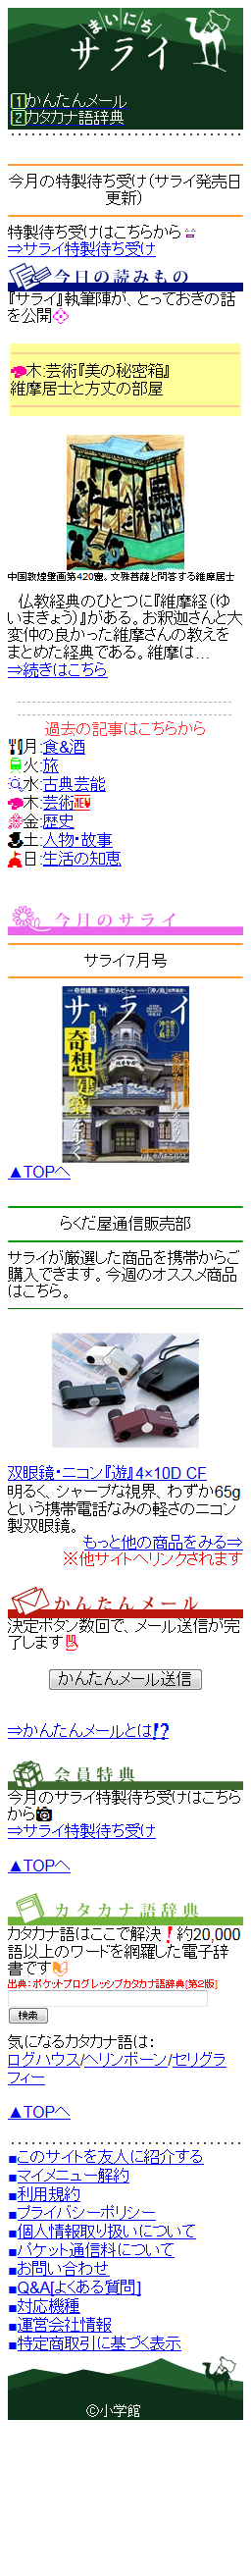 まいにち
サライ
1かんたんメール
2カタカナ語辞典
今月の特製待ち受け(サライ発売日
更新)
特製待ち受けはこちらから
⇒サライ特製待ち受け
今日の読みもの
『サライ』執筆陣が、とっておきの話
を公開
木:芸術『美の秘密箱』
維摩居士と方丈の部屋
中国敦煌壁画第420窟。文殊菩薩と問答する維摩居士
仏教経典のひとつに『維摩経(ゆ
いまきょう)』がある。お釈迦さんと大
変仲の良かった維摩さんの教えを
まとめた経典である。維摩は…
⇒続きはこちら
過去の記事はこちらから
月:食&酒
火:旅
水:古典芸能
木:芸術NEW
金:歴史
土:人物・故事
日:生活の知恵
今月のサライ
サライ7月号
サライ
奇想建築
▲TOPへ
らくだ屋通信販売部
サライが厳選した商品を携帯からご
購入できます。今週のオススメ商品
はこちら。
双眼鏡・ニコン『遊』4×10D CF
明るく、シャープな視界、わずか65g
という携帯電話なみの軽さのニコン
製双眼鏡。
もっと他の商品をみる⇒
※他サイトへリンクされます
かんたんメール
決定ボタン数回で、メール送信が完
了します
かんたんメール送信
⇒かんたんメールとは!?
会員特典
今月のサライ特製待ち受けはこちら
から
⇒サライ特製待ち受け
▲TOPへ
カタカナ語辞典
カタカナ語はここで解決!約20,000
語以上のワードを網羅した電子辞
書です
出典:ポケットプログレッシブカタカナ語辞典[第2版]
検索
気になるカタカナ語は:
ログハウス/ヘリンボーン/セリグラ
フィー
▲TOPへ
■このサイトを友人に紹介する
■マイメニュー解約
■利用規約
■プライバシーポリシー
■個人情報取り扱いについて
■パケット通信料について
■お問い合わせ
■Q&A[よくある質問]
■対応機種
■運営会社情報
■特定商取引に基づく表示
©小学館